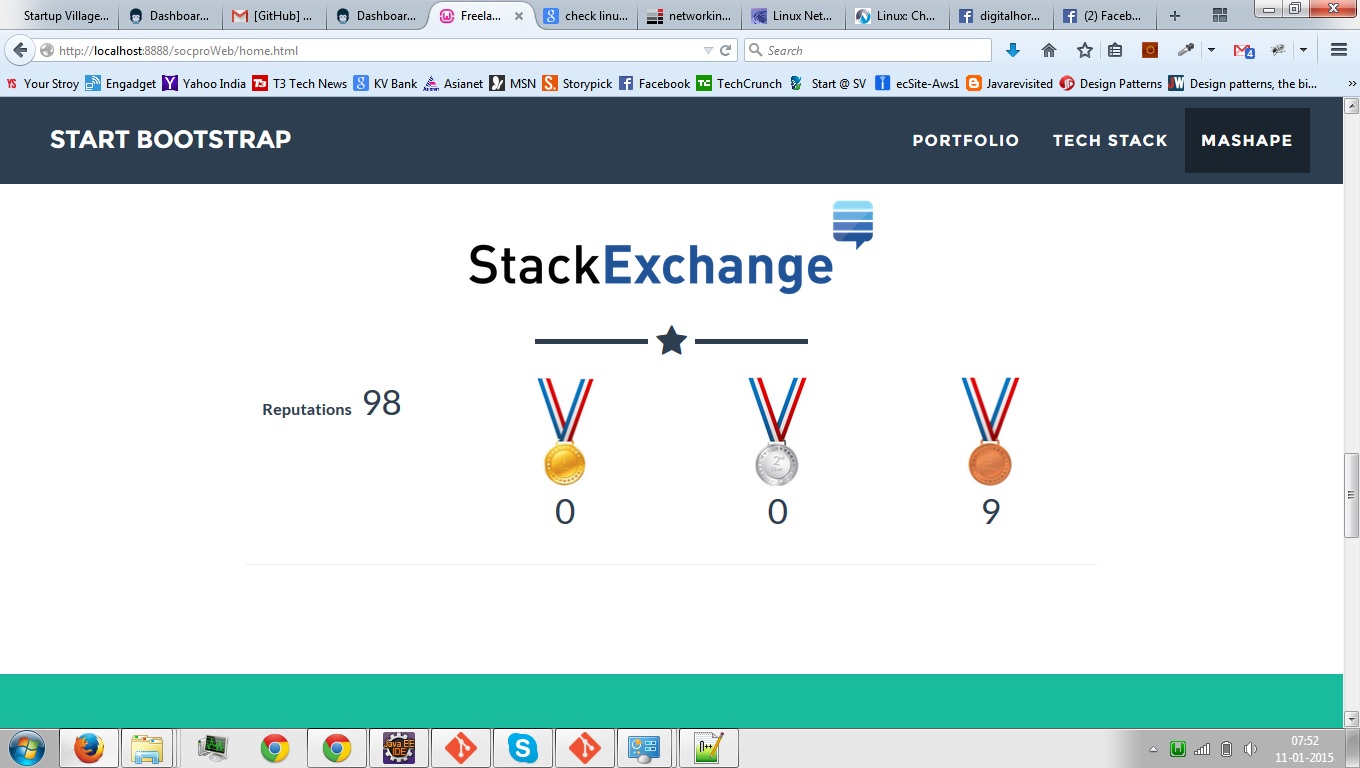 Startup Village... Dashboar... [GitHub] ... Dashboar... Freela... check linu... networkin... Linux Net... Linux: Ch... digitalhor... (2) Faceb...
http://localhost:8888/socproWeb/home.html Search 4
Your Stroy Engadget Yahoo India T3 Tech News KV Bank Asianet MSN Storypick Facebook TechCrunch Start @ SV ecSite-Aws1 Javarevisited Design Patterns Design patterns, the bi...
START BOOTSTRAP PORTFOLIO TECH STACK MASHAPE
StackExchange
Reputations 98
0 0 9
07:52
11-01-2015